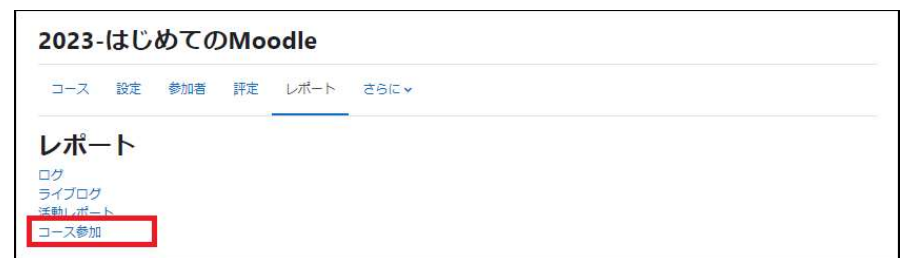 2023-はじめてのMoodle
コース 設定 参加者 評定 レポート さらに
レポート
ログ
ライブログ
活動レポート
コース参加